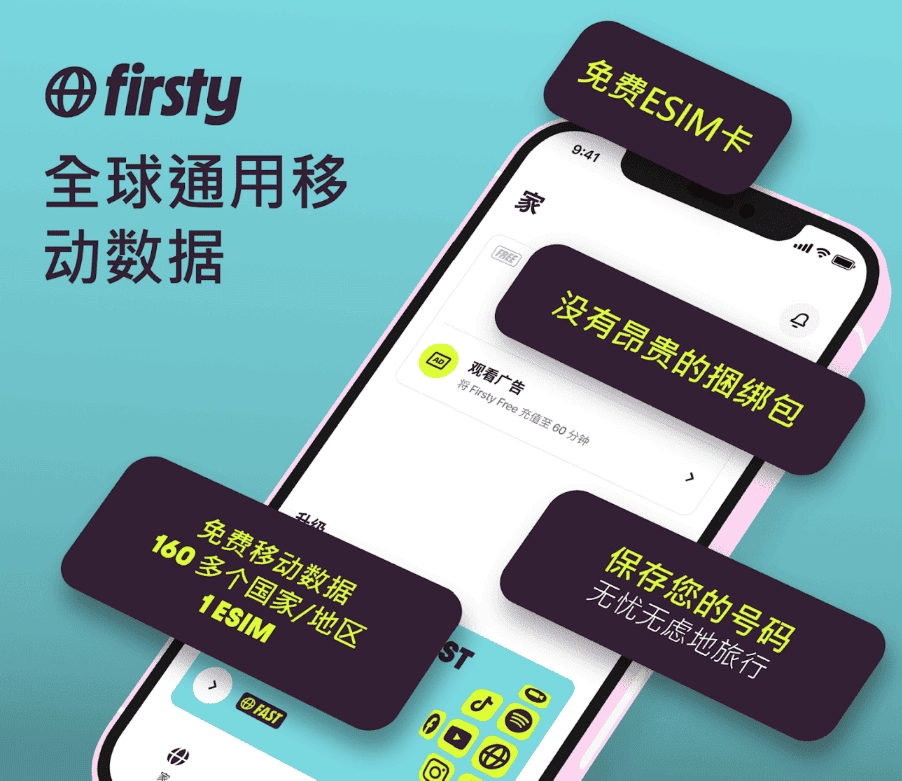 firsty
全球通用移
动数据
免费ESIM卡
9:41
家
FREE
没有昂贵的捆绑包
AD
观看广告
将 Firsty Free 充值至 60 分钟
升级
免费移动数据
160 多个国家/地区
1 ESIM
保存您的号码
无忧无虑地旅行
FAST
家